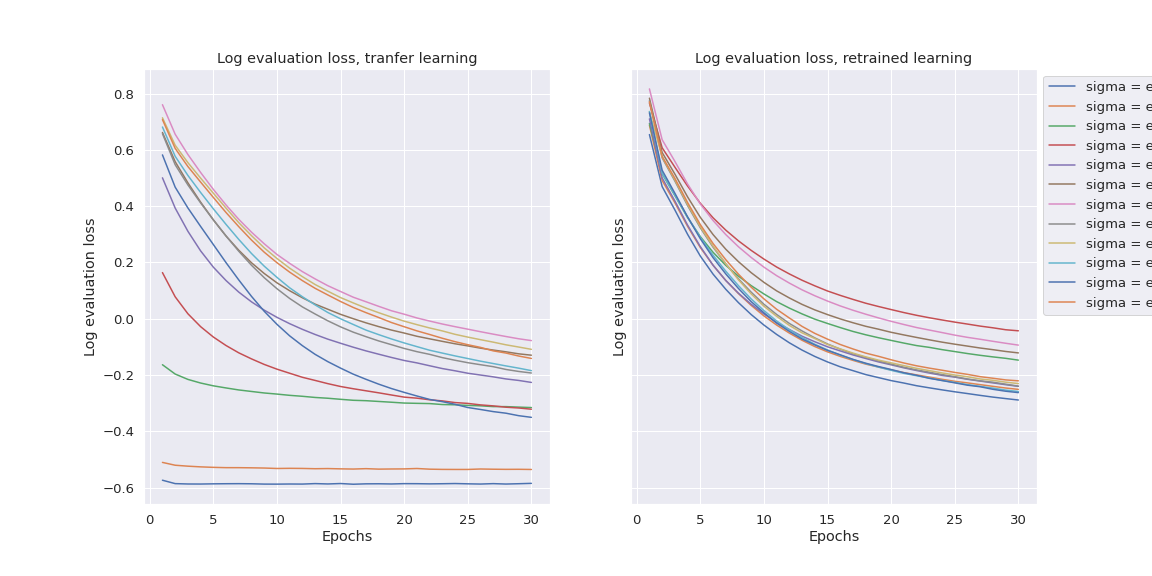 Log evaluation loss, tranfer learning
0.8
0.6
0.4
0.2
0.0
−0.2
−0.4
−0.6
Log evaluation loss
0
5
10
15
20
25
30
Epochs
Log evaluation loss, retrained learning
Log evaluation loss
0
5
10
15
20
25
30
Epochs
sigma = e
sigma = e
sigma = e
sigma = e
sigma = e
sigma = e
sigma = e
sigma = e
sigma = e
sigma = e
sigma = e
sigma = e